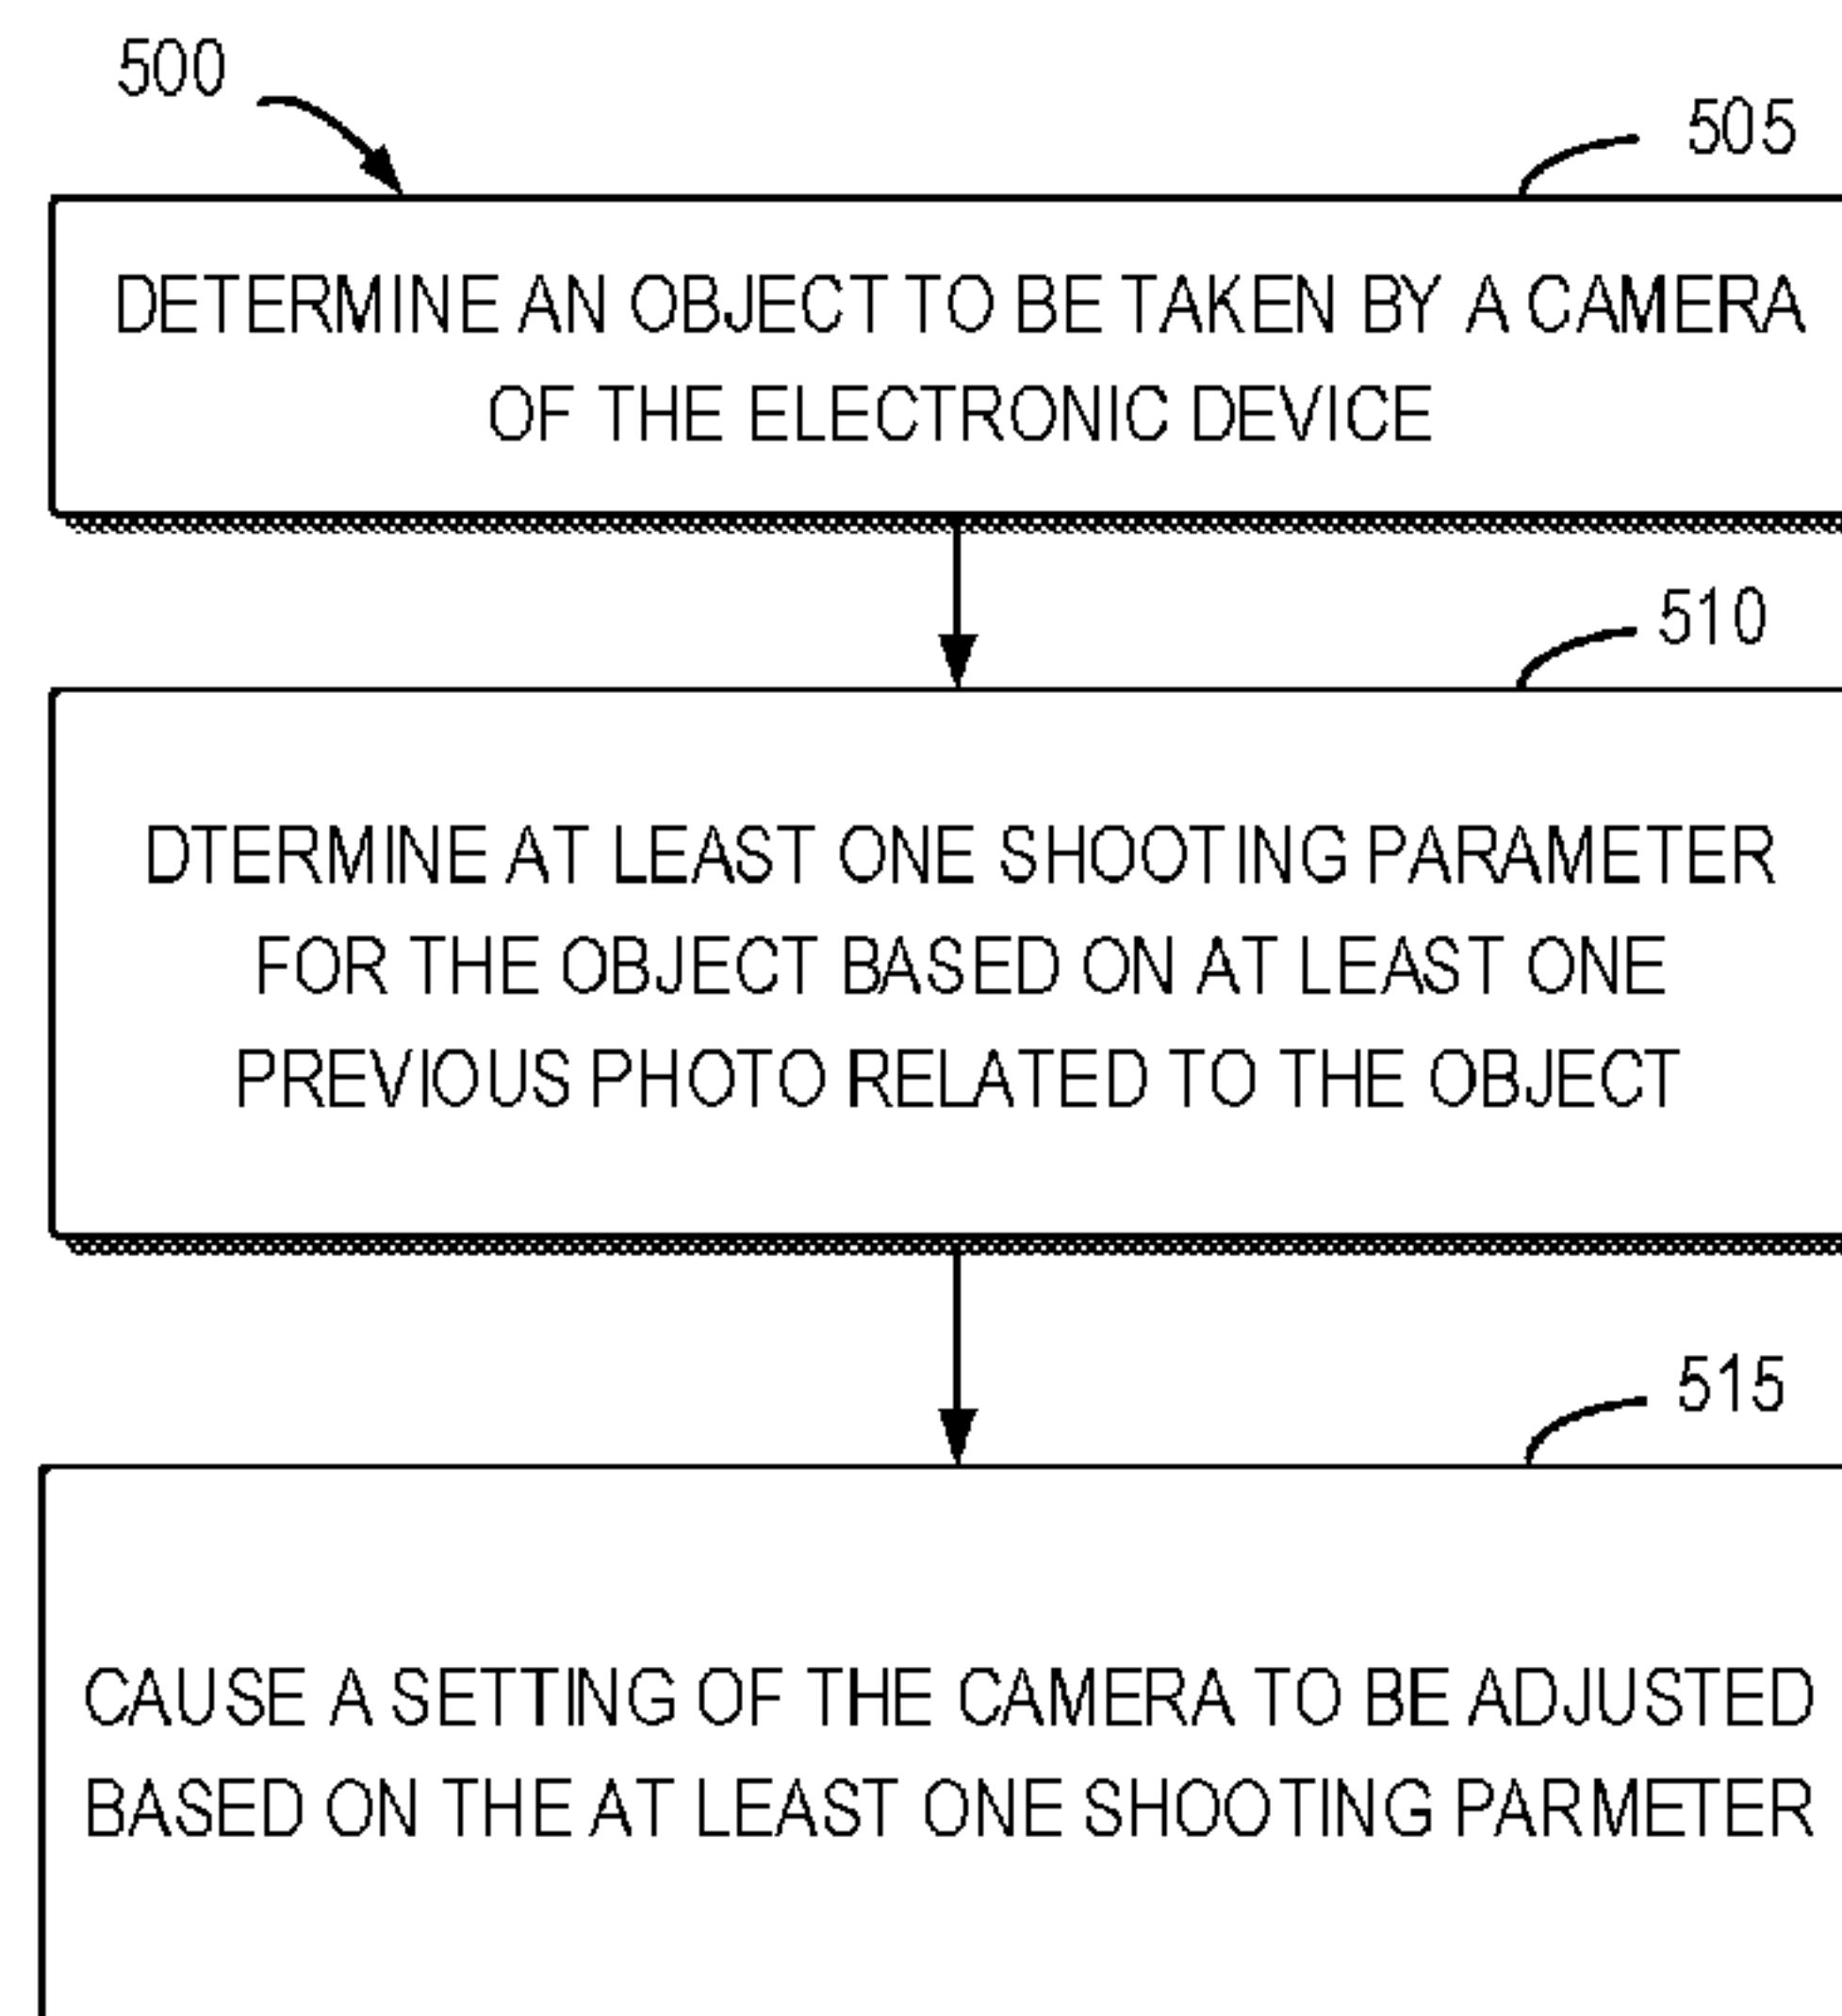 500
505
DETERMINE AN OBJECT TO BE TAKEN BY A CAMERA
OF THE ELECTRONIC DEVICE
510
DTERMINE AT LEAST ONE SHOOTING PARAMETER
FOR THE OBJECT BASED ON AT LEAST ONE
PREVIOUS PHOTO RELATED TO THE OBJECT
515
CAUSE A SETTING OF THE CAMERA TO BE ADJUSTED
BASED ON THE AT LEAST ONE SHOOTING PARMETER